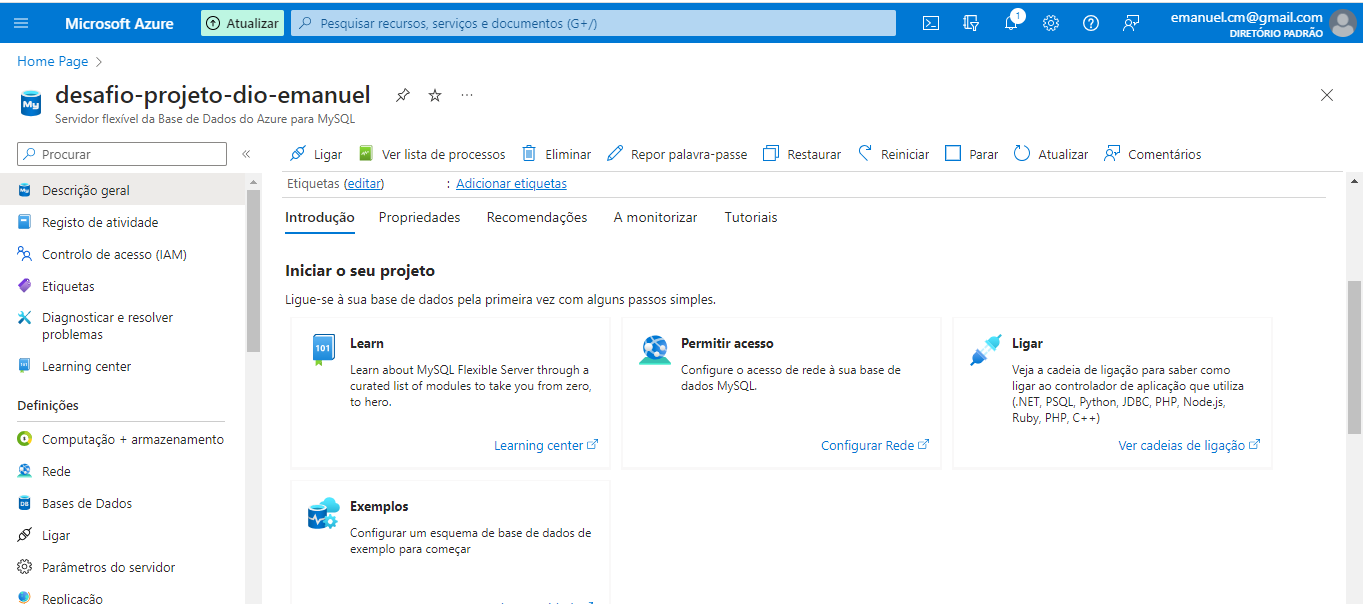 Microsoft Azure
Atualizar
Pesquisar recursos, serviços e documentos (G+/)
1
emanuel.cm@gmail.com
DIRETÓRIO PADRÃO
Home Page >
My
desafio-projeto-dio-emanuel
...
Servidor flexível da Base de Dados do Azure para MySQL
Procurar
«
Ligar
Ver lista de processos
Eliminar
Repor palavra-passe
Restaurar
Reiniciar
Parar
Atualizar
Comentários
Descrição geral
Registo de atividade
Controlo de acesso (IAM)
Etiquetas
Diagnosticar e resolver
problemas
Learning center
Definições
Computação + armazenamento
Rede
Bases de Dados
Ligar
Parâmetros do servidor
Replicação
Etiquetas (editar) : Adicionar etiquetas
Introdução
Propriedades
Recomendações
A monitorizar
Tutoriais
Iniciar o seu projeto
Ligue-se à sua base de dados pela primeira vez com alguns passos simples.
101
Learn
Learn about MySQL Flexible Server through a
curated list of modules to take you from zero,
to hero.
Learning center
Permitir acesso
Configure o acesso de rede à sua base de
dados MySQL.
Configurar Rede
Ligar
Veja a cadeia de ligação para saber como
ligar ao controlador de aplicação que utiliza
(.NET, PSQL, Python, JDBC, PHP, Node.js,
Ruby, PHP, C++)
Ver cadeias de ligação
Exemplos
Configurar um esquema de base de dados de
exemplo para começar